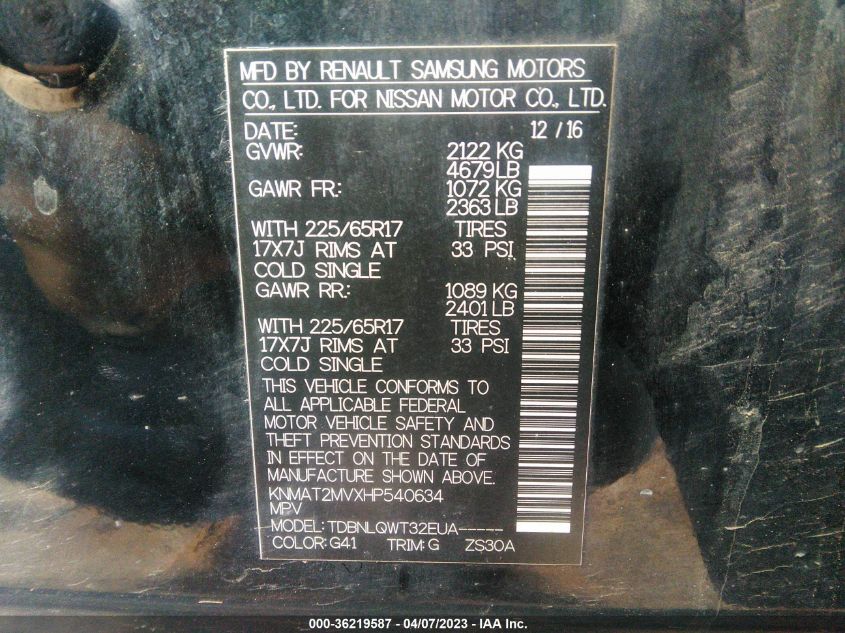 MFD BY RENAULT SAMSUNG MOTORS
CO., LTD. FOR NISSAN MOTOR CO., LTD.
DATE: 12 / 16
GVWR: 2122 KG
4679 LB
GAWR FR.: 1072 KG
2363 LB
WITH 225/65R17 TIRES
17X7J RIMS AT 33 PSI
COLD SINGLE
GAWR RR.: 1089 KG
2401 LB
WITH 225/65R17 TIRES
17X7J RIMS AT 33 PSI
COLD SINGLE
THIS VEHICLE CONFORMS TO
ALL APPLICABLE FEDERAL
MOTOR VEHICLE SAFETY AND
THEFT PREVENTION STANDARDS
IN EFFECT ON THE DATE OF
MANUFACTURE SHOWN ABOVE.
KNMAT2MVXHP540634
MPV
MODEL: TDBNLQWT32EUA-----
COLOR: G41 TRIM: G ZS30A
000-36219587 - 04/07/2023 - IAA Inc.